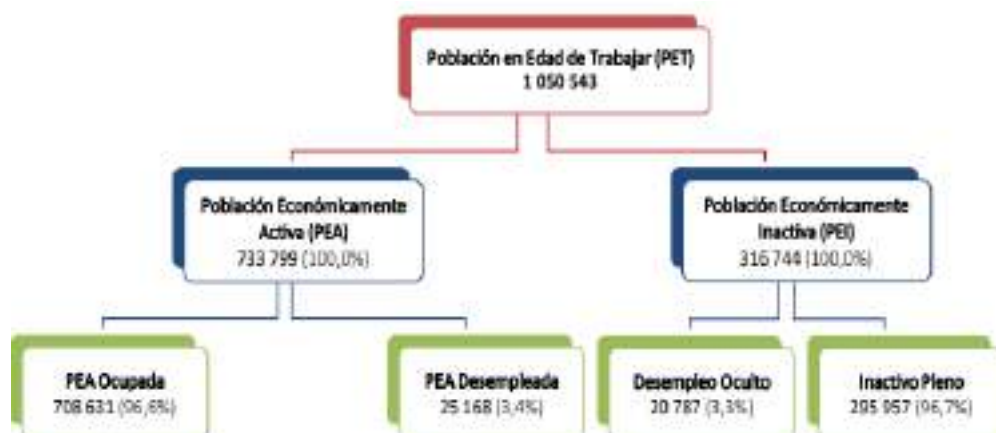 Población en Edad de Trabajar (PET)
1 050 543
Población Económicamente
Activa (PEA)
733 799 (100,0%)
Población Económicamente
Inactiva (PEI)
316 744 (100,0%)
PEA Ocupada
708 631 (96,6%)
PEA Desempleada
25 168 (3,4%)
Desempleo Oculto
20 787 (3,3%)
Inactivo Pleno
295 957 (96,7%)